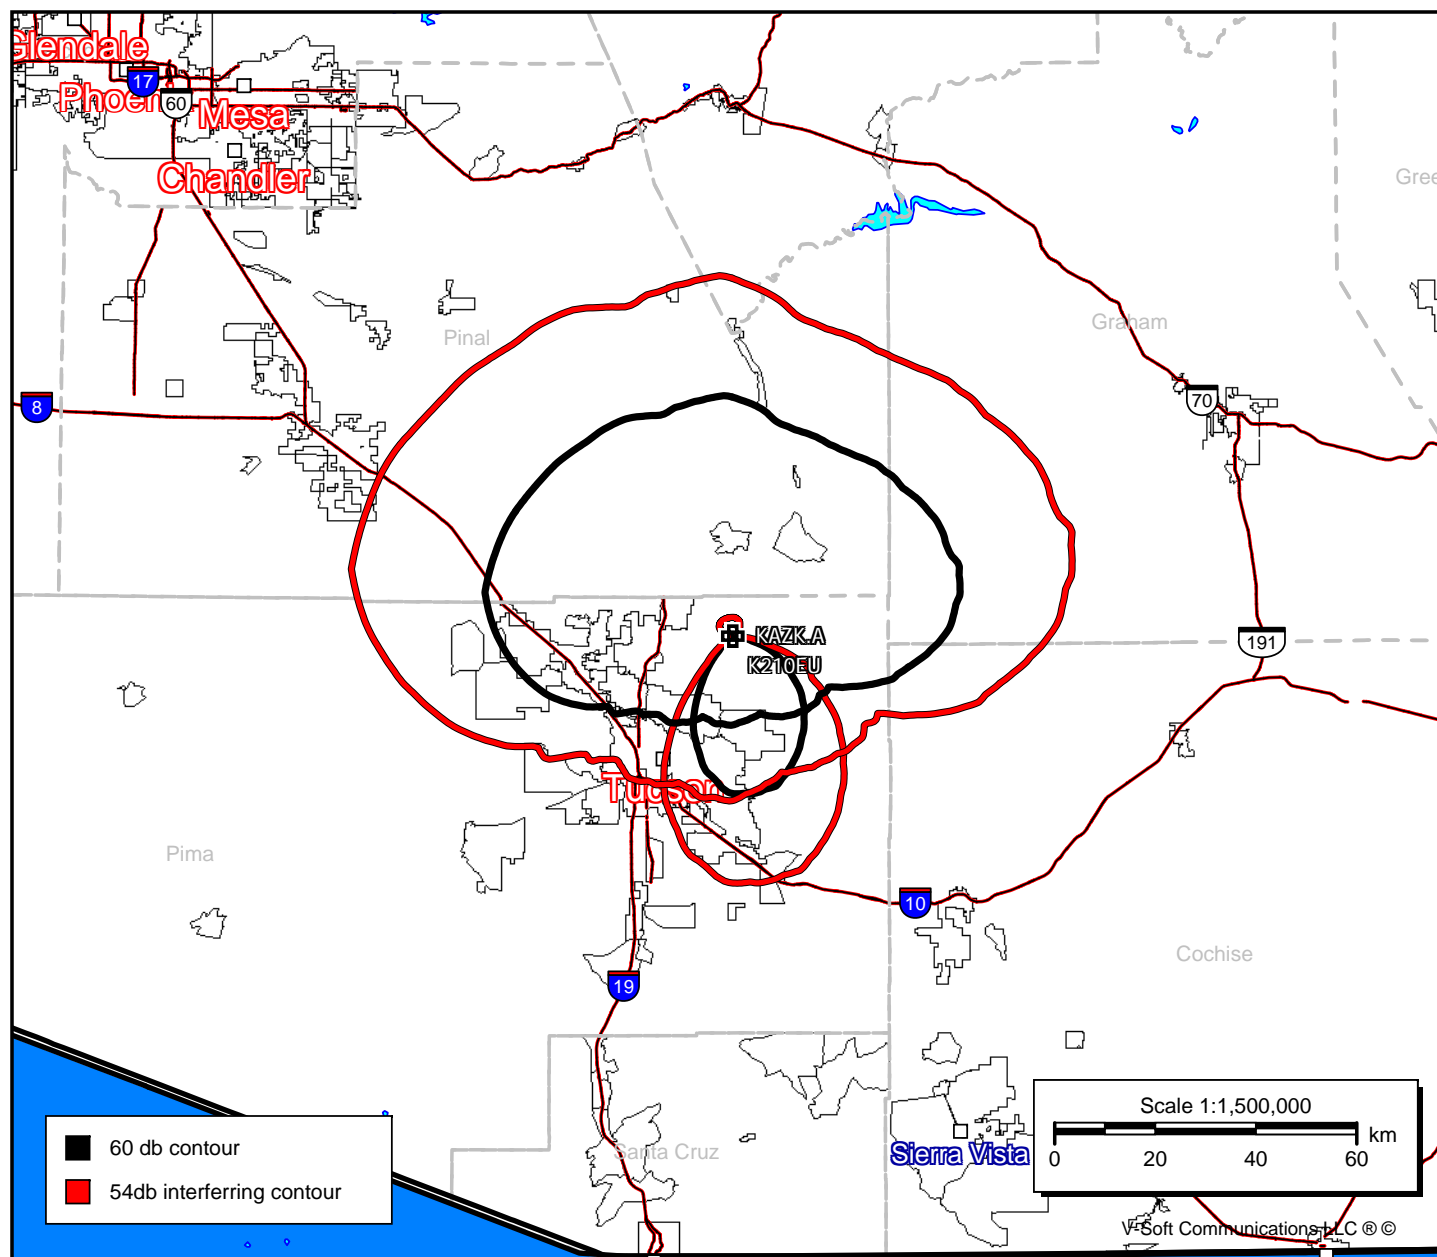 Glendale
17
Phoen
60
Mesa
Chandler
Gree
Pinal
Graham
8
70
KAZK.A
K210EU
191
Tucson
Pima
10
Cochise
19
Santa Cruz
Sierra Vista
60 db contour
54db interferring contour
Scale 1:1,500,000
km
0 20 40 60
V-Soft Communications LLC ® ©